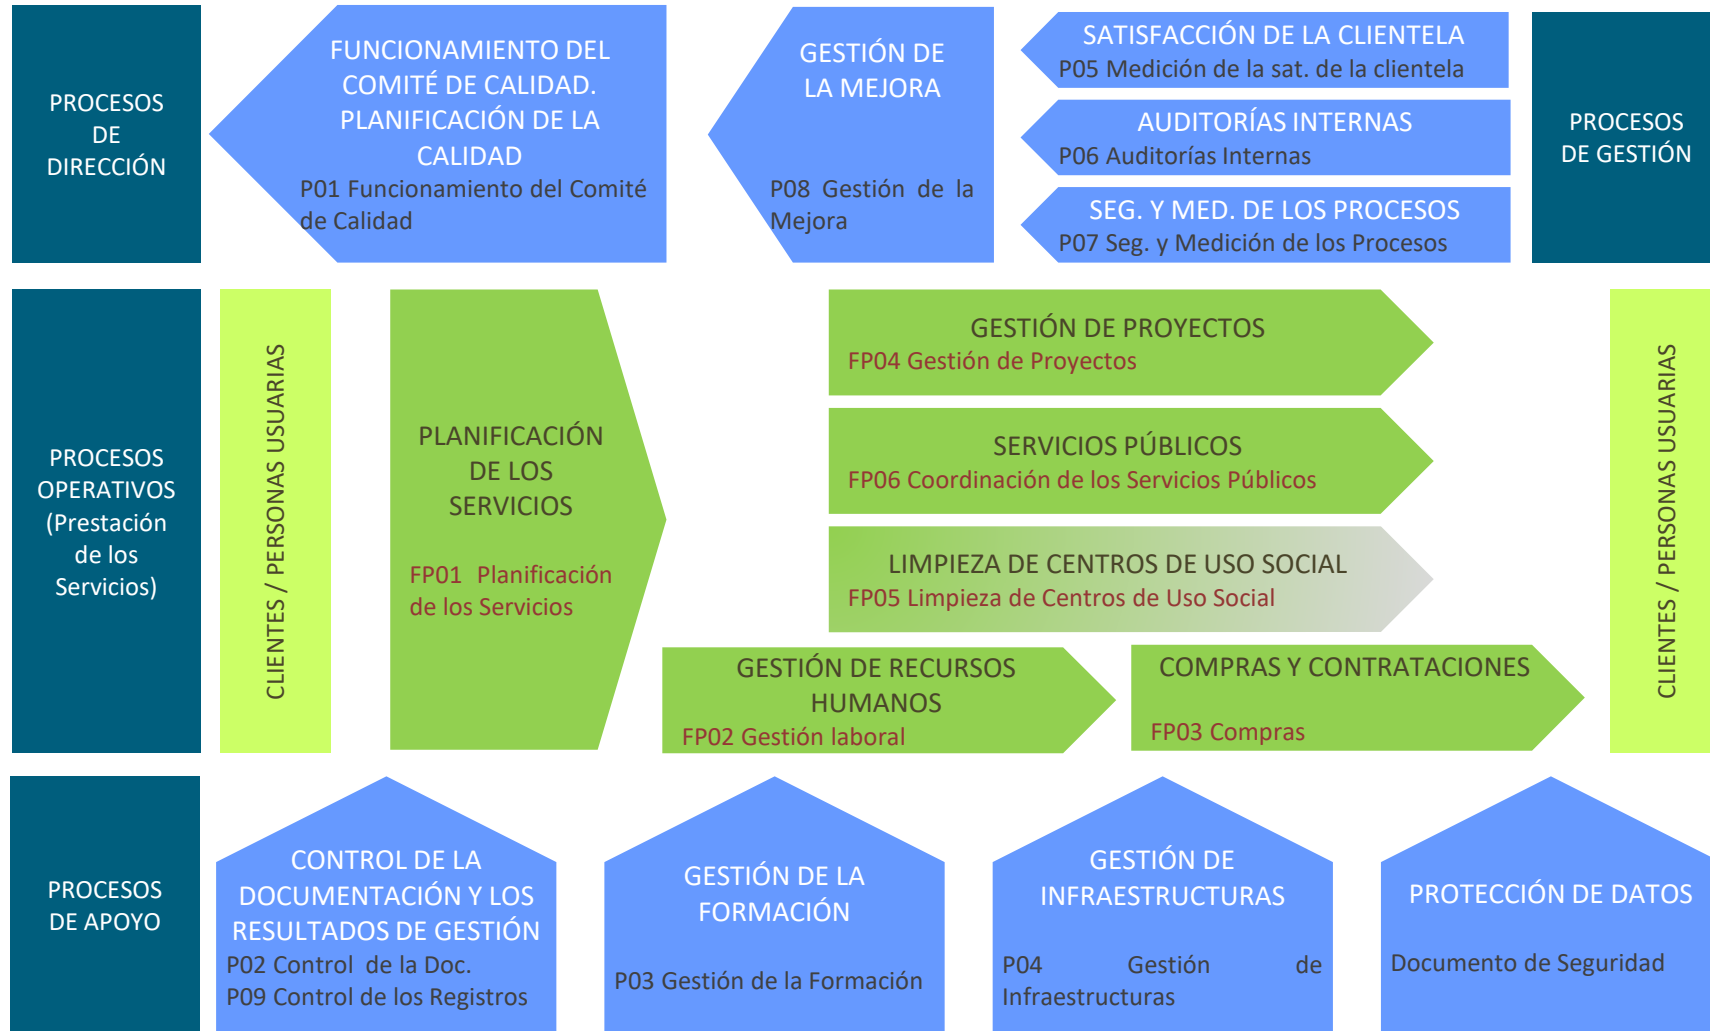 PROCESOS
DE
DIRECCIÓN
FUNCIONAMIENTO DEL
COMITÉ DE CALIDAD.
PLANIFICACIÓN DE LA
CALIDAD
P01 Funcionamiento del Comité
de Calidad
GESTIÓN DE
LA MEJORA
P08 Gestión de la
Mejora
SATISFACCIÓN DE LA CLIENTELA
P05 Medición de la sat. de la clientela
AUDITORÍAS INTERNAS
P06 Auditorías Internas
SEG. Y MED. DE LOS PROCESOS
P07 Seg. y Medición de los Procesos
PROCESOS
DE GESTIÓN
PROCESOS
OPERATIVOS
(Prestación
de los
Servicios)
CLIENTES / PERSONAS USUARIAS
PLANIFICACIÓN
DE LOS
SERVICIOS
FP01 Planificación
de los Servicios
GESTIÓN DE PROYECTOS
FP04 Gestión de Proyectos
SERVICIOS PÚBLICOS
FP06 Coordinación de los Servicios Públicos
LIMPIEZA DE CENTROS DE USO SOCIAL
FP05 Limpieza de Centros de Uso Social
GESTIÓN DE RECURSOS
HUMANOS
FP02 Gestión laboral
COMPRAS Y CONTRATACIONES
FP03 Compras
CLIENTES / PERSONAS USUARIAS
PROCESOS
DE APOYO
CONTROL DE LA
DOCUMENTACIÓN Y LOS
RESULTADOS DE GESTIÓN
P02 Control de la Doc.
P09 Control de los Registros
GESTIÓN DE LA
FORMACIÓN
P03 Gestión de la Formación
GESTIÓN DE
INFRAESTRUCTURAS
P04 Gestión de
Infraestructuras
PROTECCIÓN DE DATOS
Documento de Seguridad